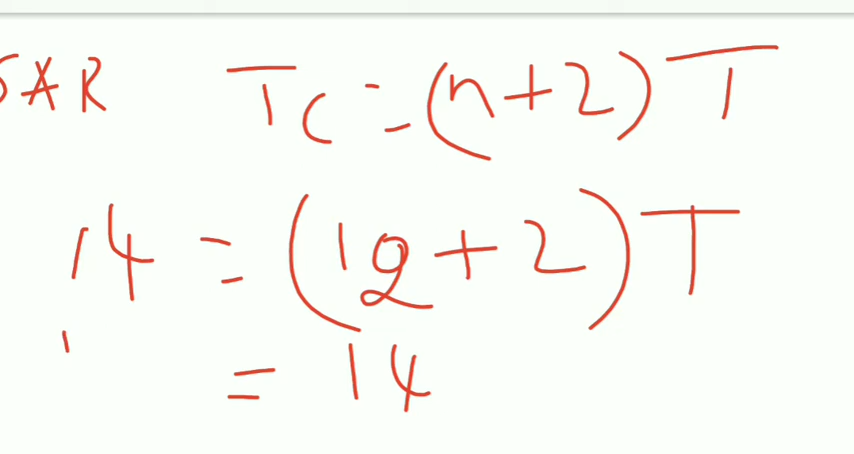 SAR Tc = (n+2) T
14 = (12+2) T
= 14